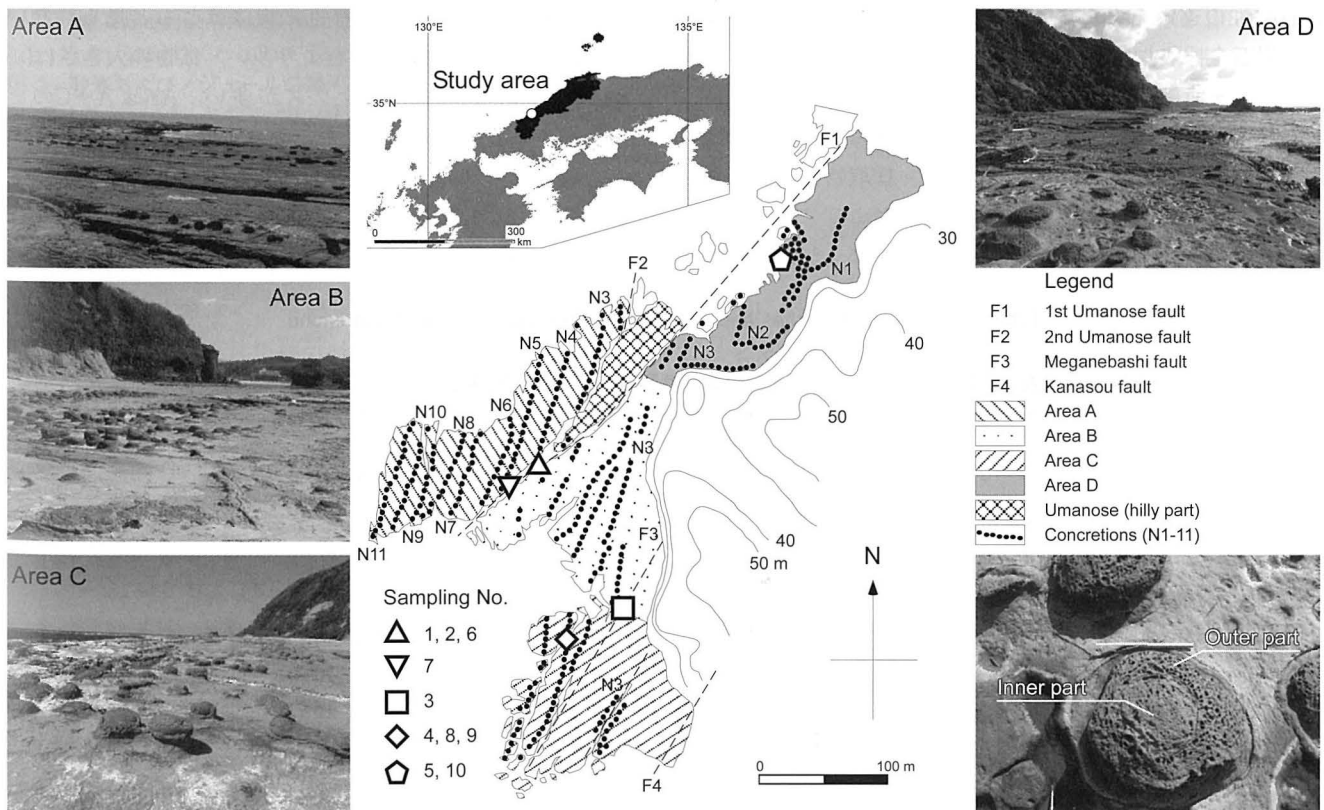 Area A
130°E
135°E
Study area
35°N
0
300
km
Area D
Area B
Area C
F1
N1
N2
N3
30
40
50
F2
N3
N4
N5
N6
N8
N10
N7
N9
N11
N3
F3
40
50 m
N3
F4
N
0
100 m
Sampling No.
1, 2, 6
7
3
4, 8, 9
5, 10
Legend
F1 1st Umanose fault
F2 2nd Umanose fault
F3 Meganebashi fault
F4 Kanasou fault
Area A
Area B
Area C
Area D
Umanose (hilly part)
Concretions (N1-11)
Outer part
Inner part